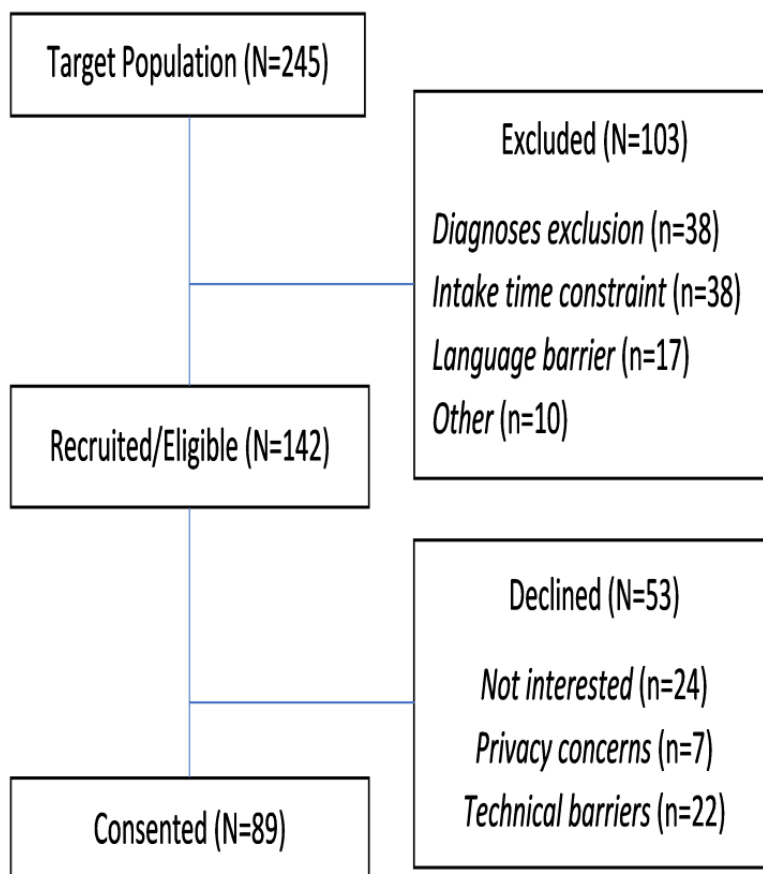 Target Population (N=245)
Excluded (N=103)
Diagnoses exclusion (n=38)
Intake time constraint (n=38)
Language barrier (n=17)
Other (n=10)
Recruited/Eligible (N=142)
Declined (N=53)
Not interested (n=24)
Privacy concerns (n=7)
Technical barriers (n=22)
Consented (N=89)